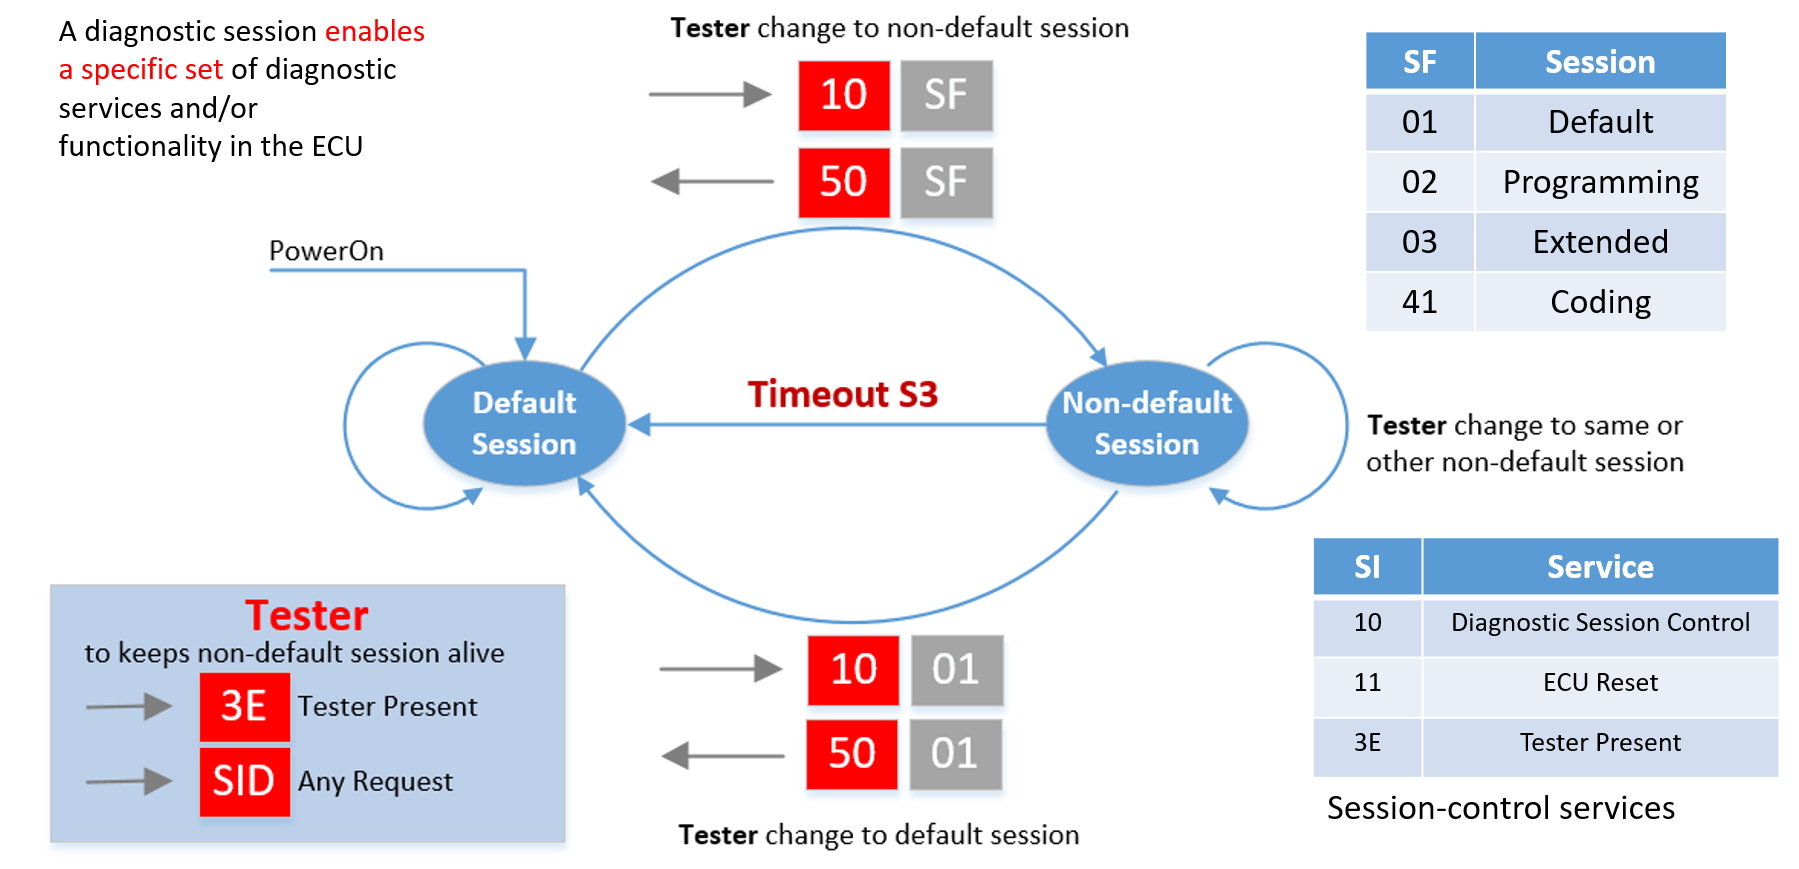 A diagnostic session enables
a specific set of diagnostic
services and/or
functionality in the ECU
Tester change to non-default session
10 SF
50 SF
SF Session
01 Default
02 Programming
03 Extended
41 Coding
PowerOn
Default
Session
Timeout S3
Non-default
Session
Tester change to same or
other non-default session
Tester
to keeps non-default session alive
3E Tester Present
SID Any Request
10 01
50 01
Tester change to default session
SI Service
10 Diagnostic Session Control
11 ECU Reset
3E Tester Present
Session-control services